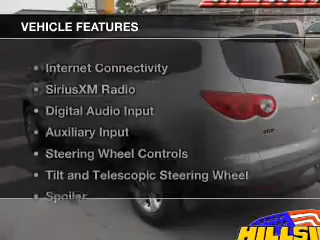 VEHICLE FEATURES
• Internet Connectivity
• SiriusXM Radio
• Digital Audio Input
• Auxiliary Input
• Steering Wheel Controls
• Tilt and Telescopic Steering Wheel
• Spoiler
HILLS